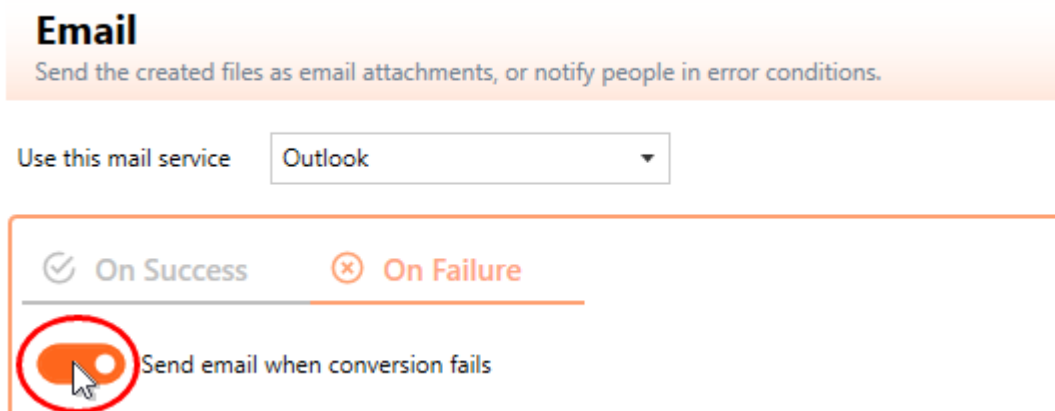 Email
Send the created files as email attachments, or notify people in error conditions.
Use this mail service Outlook
On Success On Failure
Send email when conversion fails